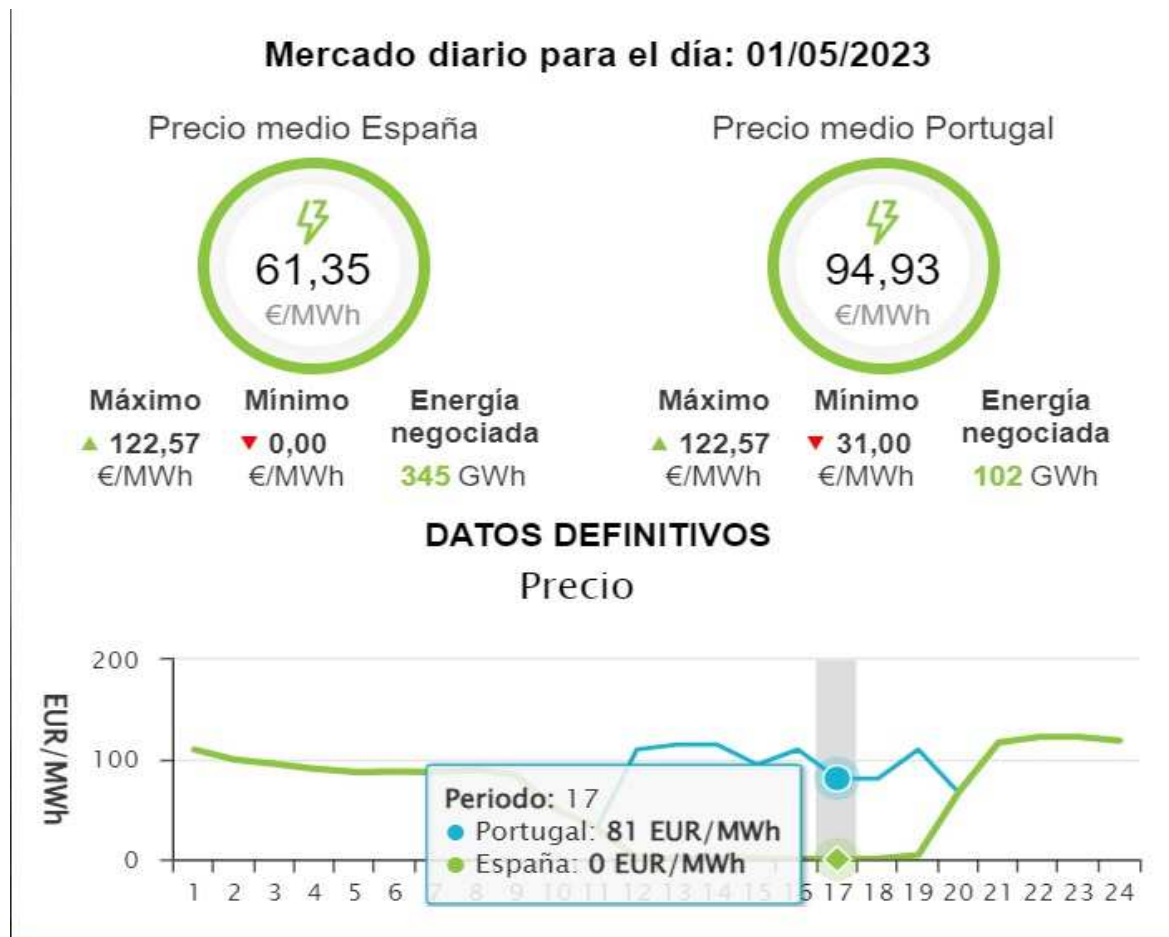 Mercado diario para el día: 01/05/2023
Precio medio España
61,35
€/MWh
Máximo
▲ 122,57
€/MWh
Mínimo
▼ 0,00
€/MWh
Energía
negociada
345 GWh
Precio medio Portugal
94,93
€/MWh
Máximo
▲ 122,57
€/MWh
Mínimo
▼ 31,00
€/MWh
Energía
negociada
102 GWh
DATOS DEFINITIVOS
Precio
EUR/MWh
200
100
0
Periodo: 17
Portugal: 81 EUR/MWh
España: 0 EUR/MWh
1 2 3 4 5 6 7 8 9 10 11 12 13 14 15 16 17 18 19 20 21 22 23 24